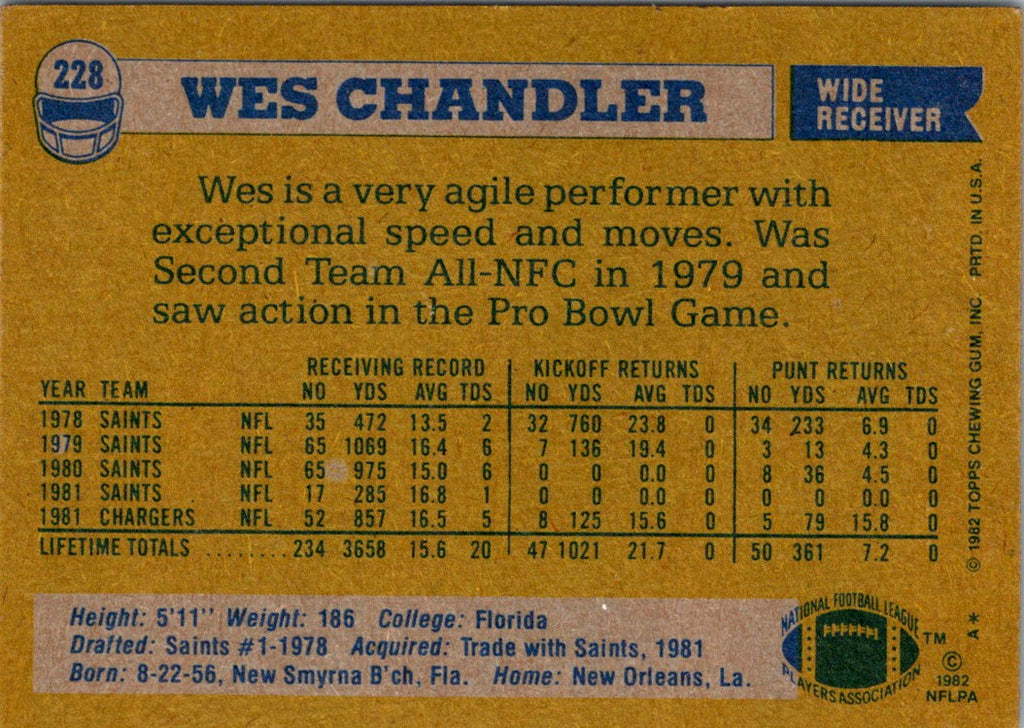 228
WES CHANDLER
WIDE
RECEIVER
Wes is a very agile performer with
exceptional speed and moves. Was
Second Team All-NFC in 1979 and
saw action in the Pro Bowl Game.
RECEIVING RECORD KICKOFF RETURNS PUNT RETURNS
YEAR TEAM NO YDS AVG TDS NO YDS AVG TDS NO YDS AVG TDS
1978 SAINTS NFL 35 472 13.5 2 32 760 23.8 0 34 233 6.9 0
1979 SAINTS NFL 65 1069 16.4 6 7 136 19.4 0 3 13 4.3 0
1980 SAINTS NFL 65 975 15.0 6 0 0 0.0 0 8 36 4.5 0
1981 SAINTS NFL 17 285 16.8 1 0 0 0.0 0 0 0 0.0 0
1981 CHARGERS NFL 52 857 16.5 5 8 125 15.6 0 5 79 15.8 0
LIFETIME TOTALS ........ 234 3658 15.6 20 47 1021 21.7 0 50 361 7.2 0
Height: 5'11" Weight: 186 College: Florida
Drafted: Saints #1-1978 Acquired: Trade with Saints, 1981
Born: 8-22-56, New Smyrna B'ch, Fla. Home: New Orleans, La.
NATIONAL FOOTBALL LEAGUE
PLAYERS ASSOCIATION
TM
©
1982
NFLPA
A*
© 1982 TOPPS CHEWING GUM, INC. PRTD. IN U.S.A.